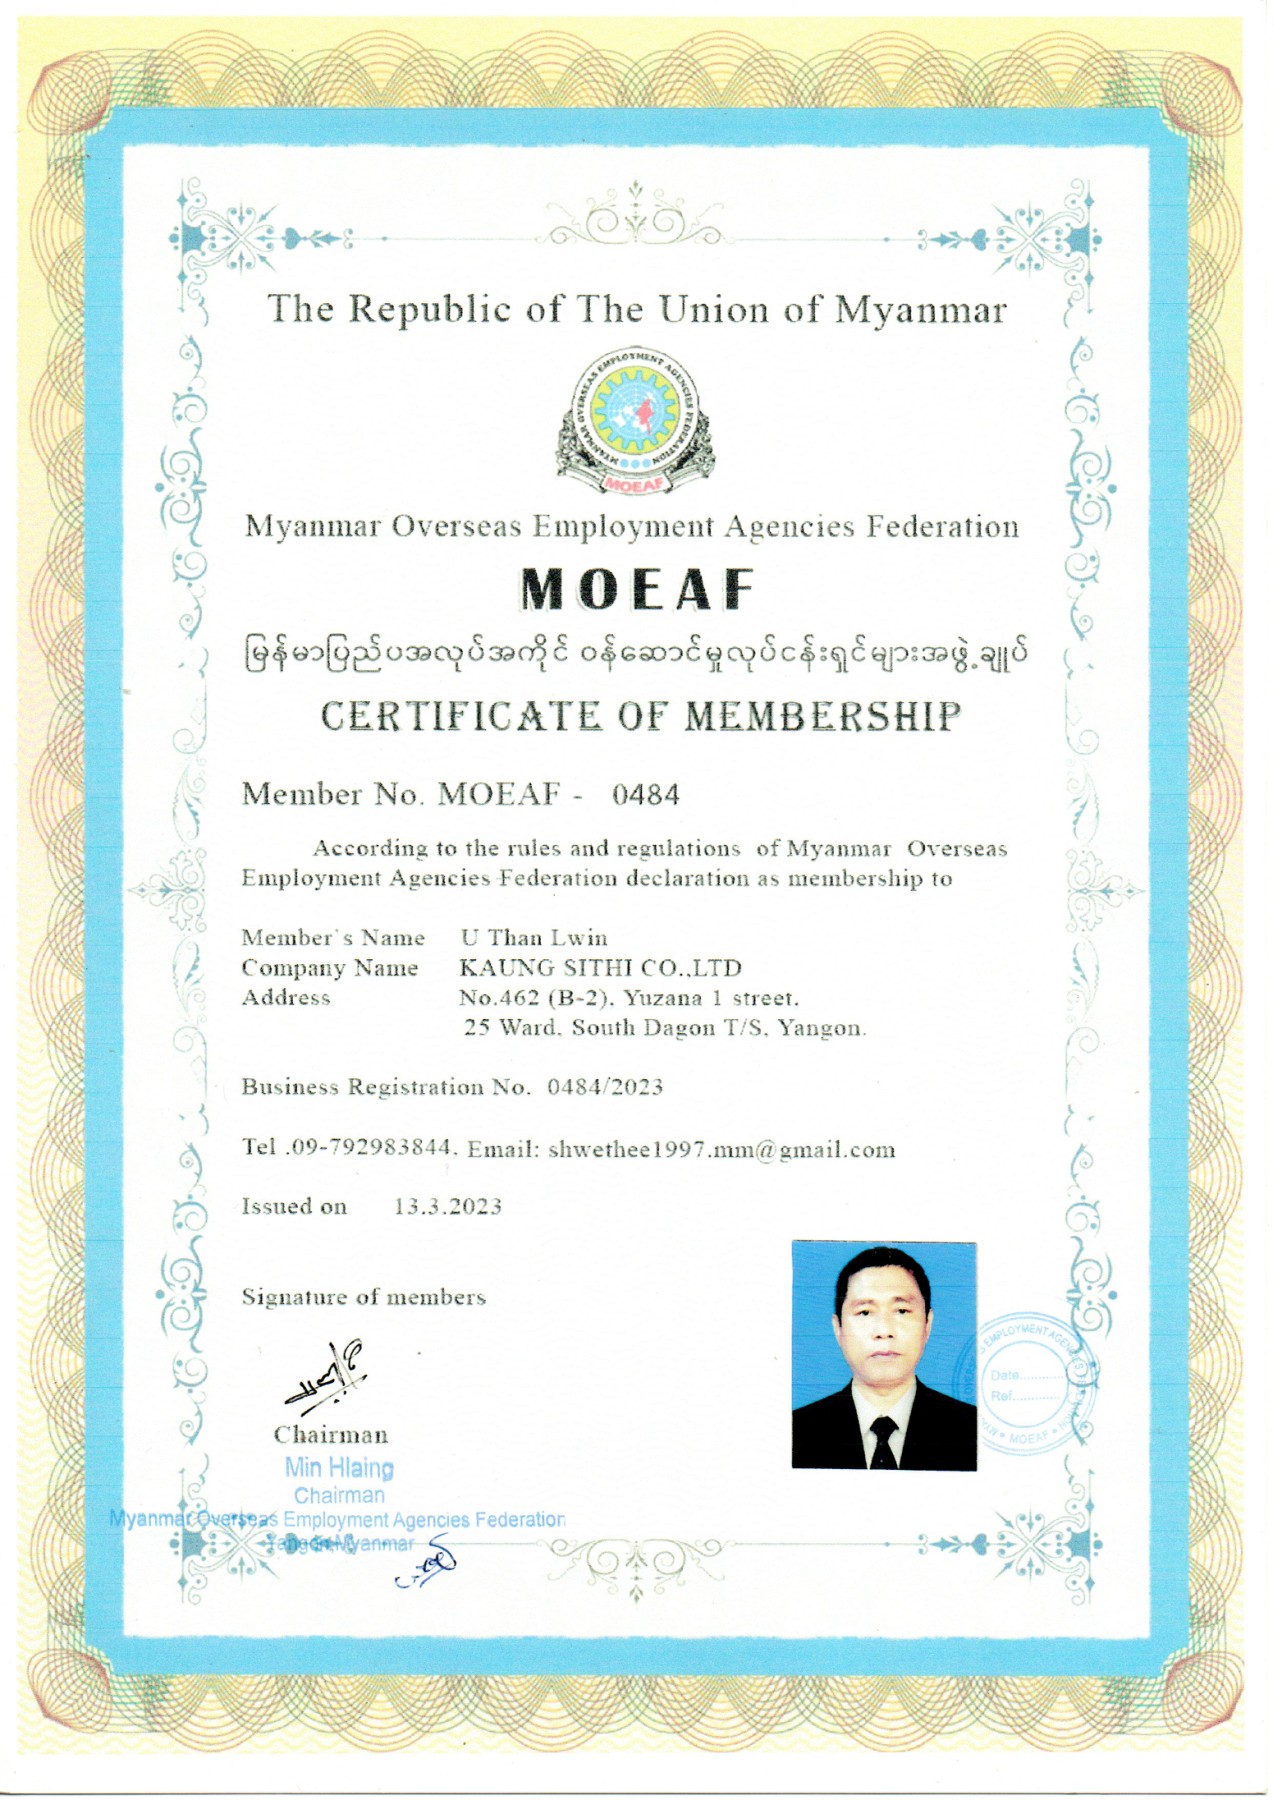 The Republic of The Union of Myanmar
MYANMAR OVERSEAS EMPLOYMENT AGENCIES FEDERATION
MOEAF
Myanmar Overseas Employment Agencies Federation
MOEAF
မြန်မာပြည်ပအလုပ်အကိုင် ဝန်ဆောင်မှုလုပ်ငန်းရှင်များအဖွဲ့ချုပ်
CERTIFICATE OF MEMBERSHIP
Member No. MOEAF - 0484
According to the rules and regulations of Myanmar Overseas
Employment Agencies Federation declaration as membership to
Member`s Name U Than Lwin
Company Name KAUNG SITHI CO.,LTD
Address No.462 (B-2), Yuzana 1 street.
25 Ward, South Dagon T/S, Yangon.
Business Registration No. 0484/2023
Tel .09-792983844, Email: shwethee1997.mm@gmail.com
Issued on 13.3.2023
Signature of members
EMPLOYMENT AGENCIES
Date............
Ref............
MOEAF
Chairman
Min Hlaing
Chairman
Myanmar Overseas Employment Agencies Federation
Yangon Myanmar